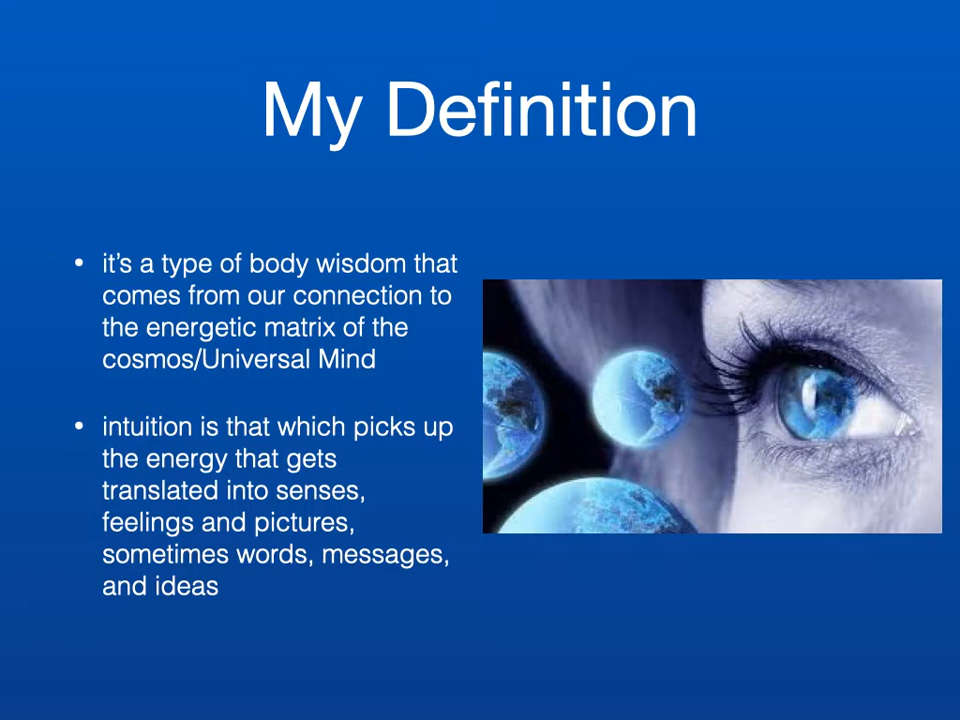 My Definition
• it’s a type of body wisdom that
comes from our connection to
the energetic matrix of the
cosmos/Universal Mind
• intuition is that which picks up
the energy that gets
translated into senses,
feelings and pictures,
sometimes words, messages,
and ideas